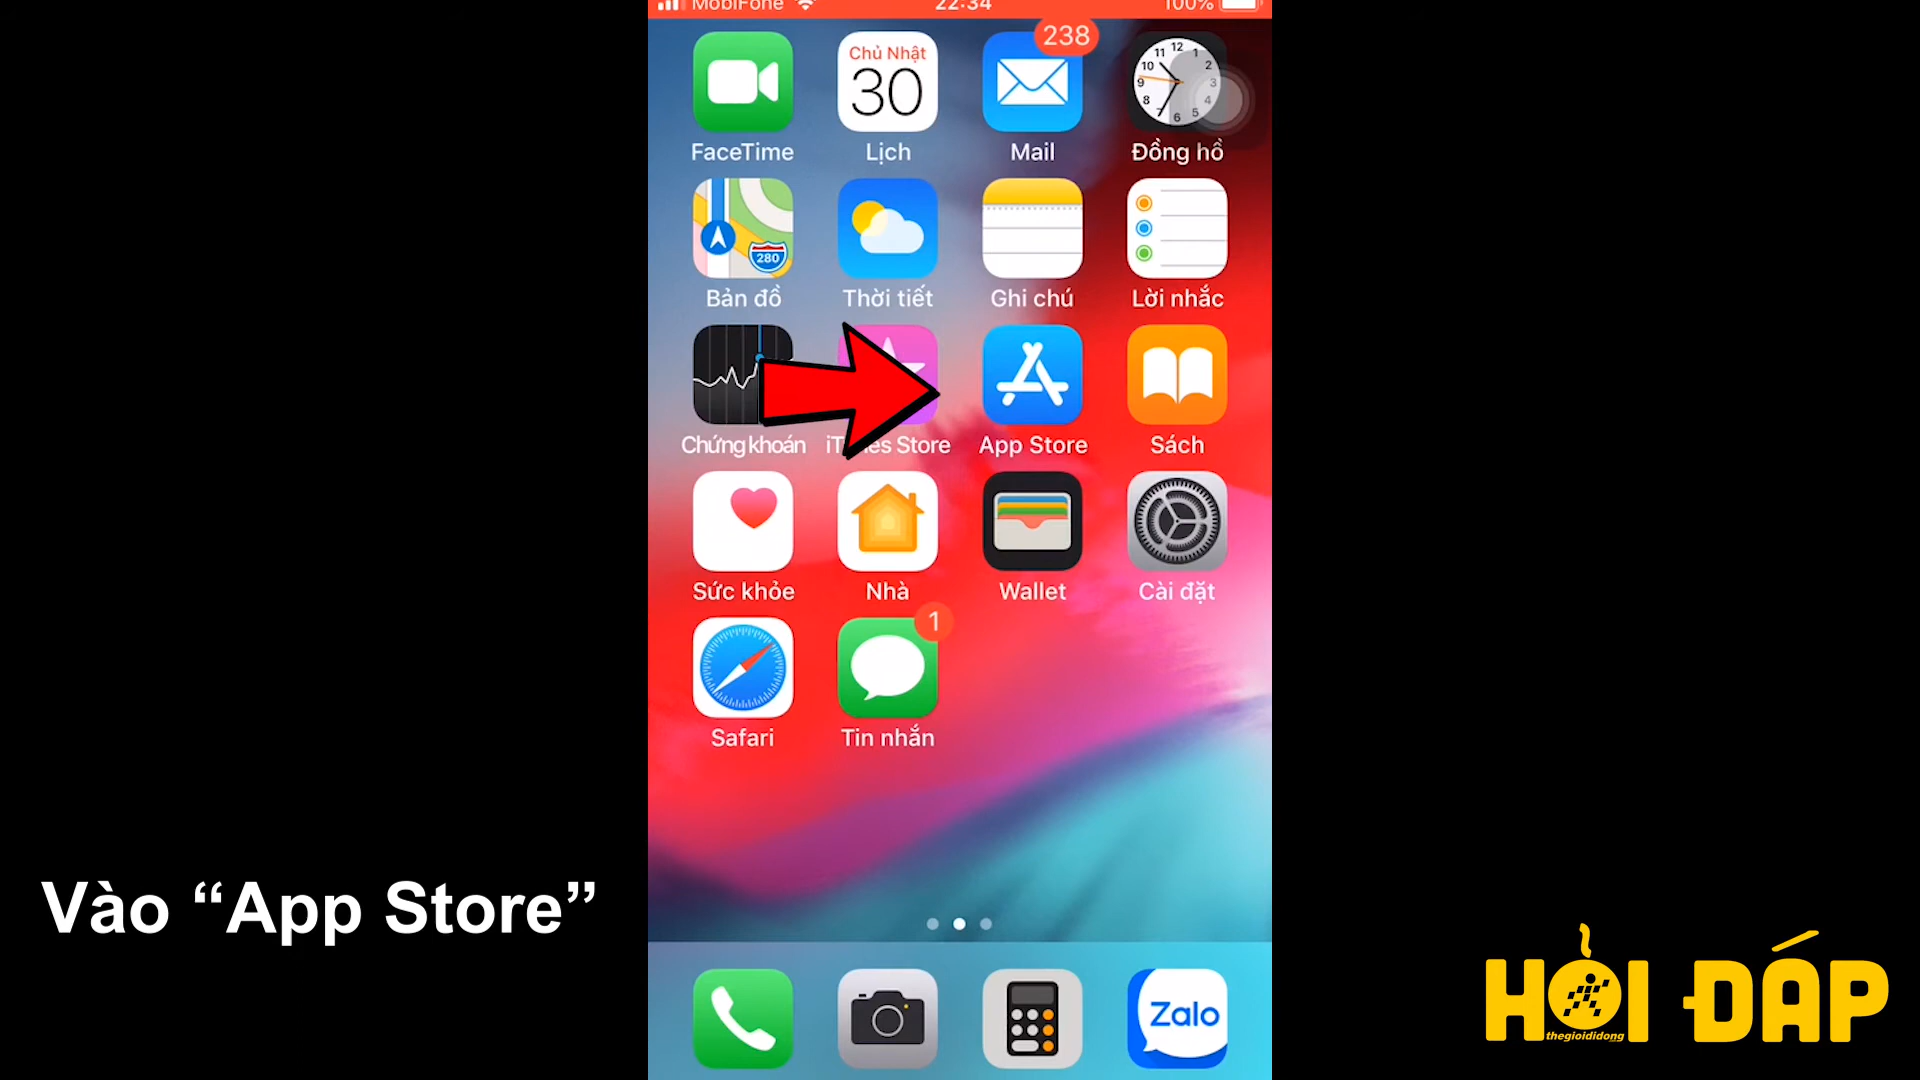 MobiFone 22:34 100%
Chủ Nhật
30
238
FaceTime Lịch Mail Đồng hồ
280
Bản đồ Thời tiết Ghi chú Lời nhắc
Chứng khoán iTunes Store App Store Sách
Sức khỏe Nhà Wallet Cài đặt
1
Safari Tin nhắn
Vào “App Store”
Zalo
HỎI ĐÁP
thegioididong